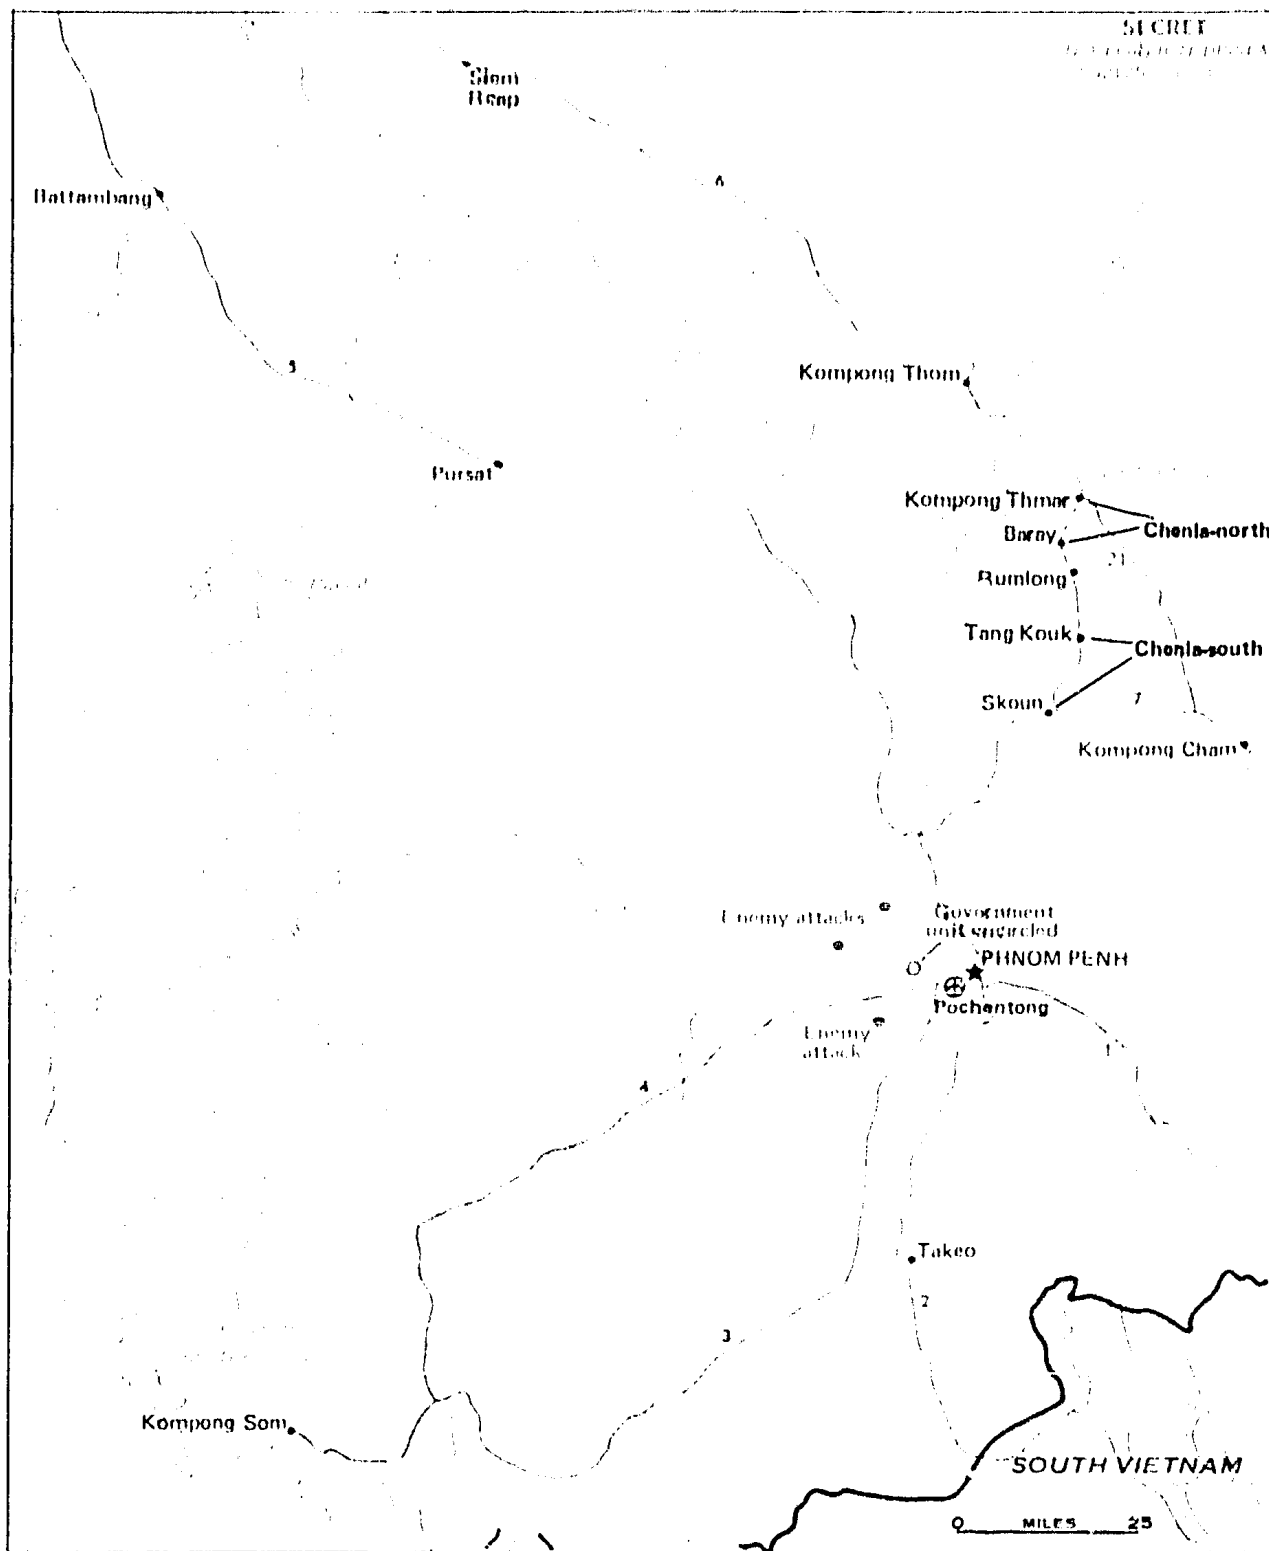 SECRET
Siem
Reap
6
Battambang
5
Kompong Thom
Pursat
Kompong Thmar
Chenla-north
Baray
21
Rumlong
Tang Kouk
Chenla-south
Skoun
7
Kompong Cham
Enemy attacks
Government
unit encircled
PHNOM PENH
Pochentong
Enemy
attack
1
4
Takeo
2
3
Kompong Som
SOUTH VIETNAM
0 MILES 25